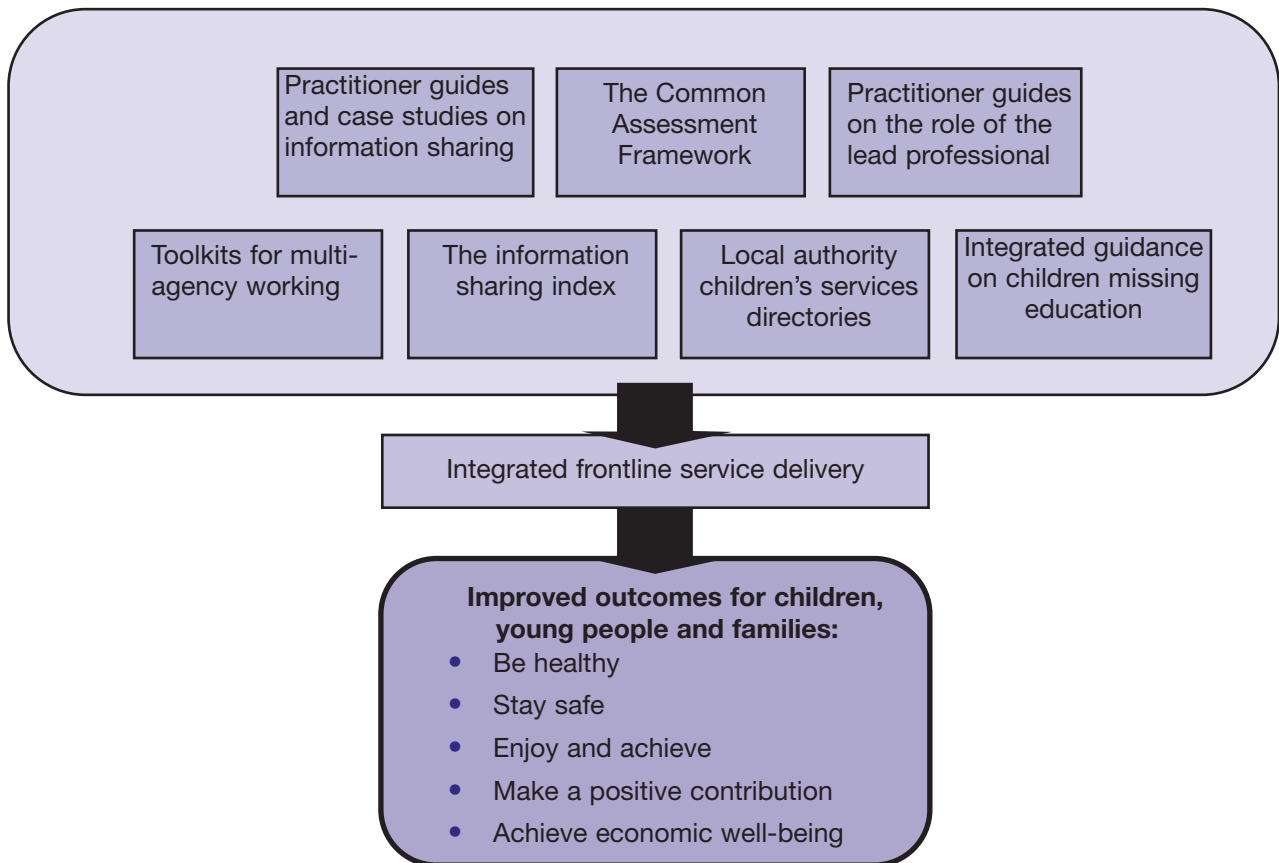 Practitioner guides
and case studies on
information sharing
The Common
Assessment
Framework
Practitioner guides
on the role of the
lead professional
Toolkits for multi-
agency working
The information
sharing index
Local authority
children’s services
directories
Integrated guidance
on children missing
education
Integrated frontline service delivery
Improved outcomes for children,
young people and families:
• Be healthy
• Stay safe
• Enjoy and achieve
• Make a positive contribution
• Achieve economic well-being